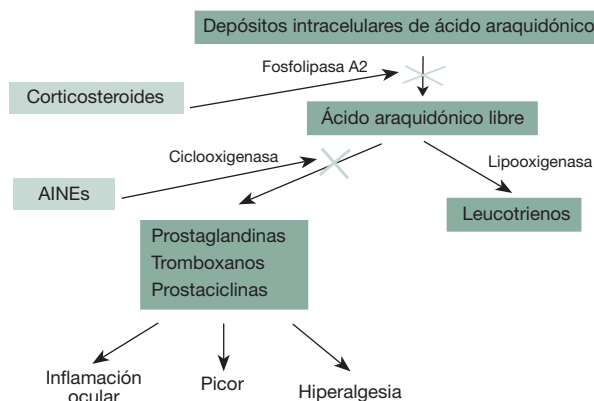 Depósitos intracelulares de ácido araquidónico
Fosfolipasa A2
Corticosteroides
Ácido araquidónico libre
Ciclooxigenasa
Lipooxigenasa
AINEs
Leucotrienos
Prostaglandinas
Tromboxanos
Prostaciclinas
Inflamación
ocular
Picor
Hiperalgesia